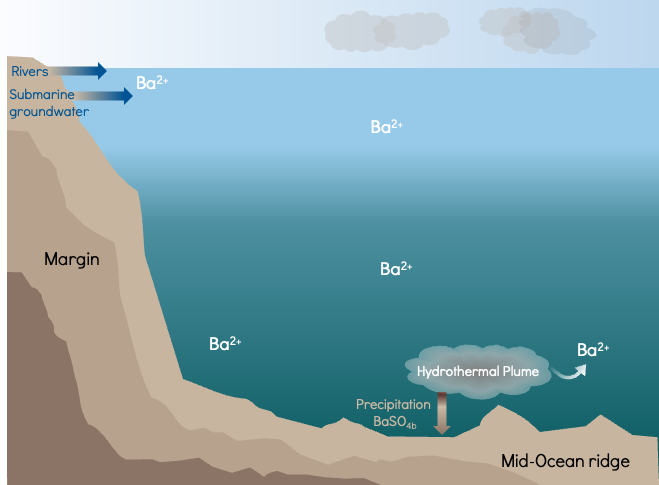 Rivers
Ba²⁺
Submarine
groundwater
Ba²⁺
Margin
Ba²⁺
Ba²⁺
Ba²⁺
Hydrothermal Plume
Precipitation
BaSO₄b
Mid-Ocean ridge